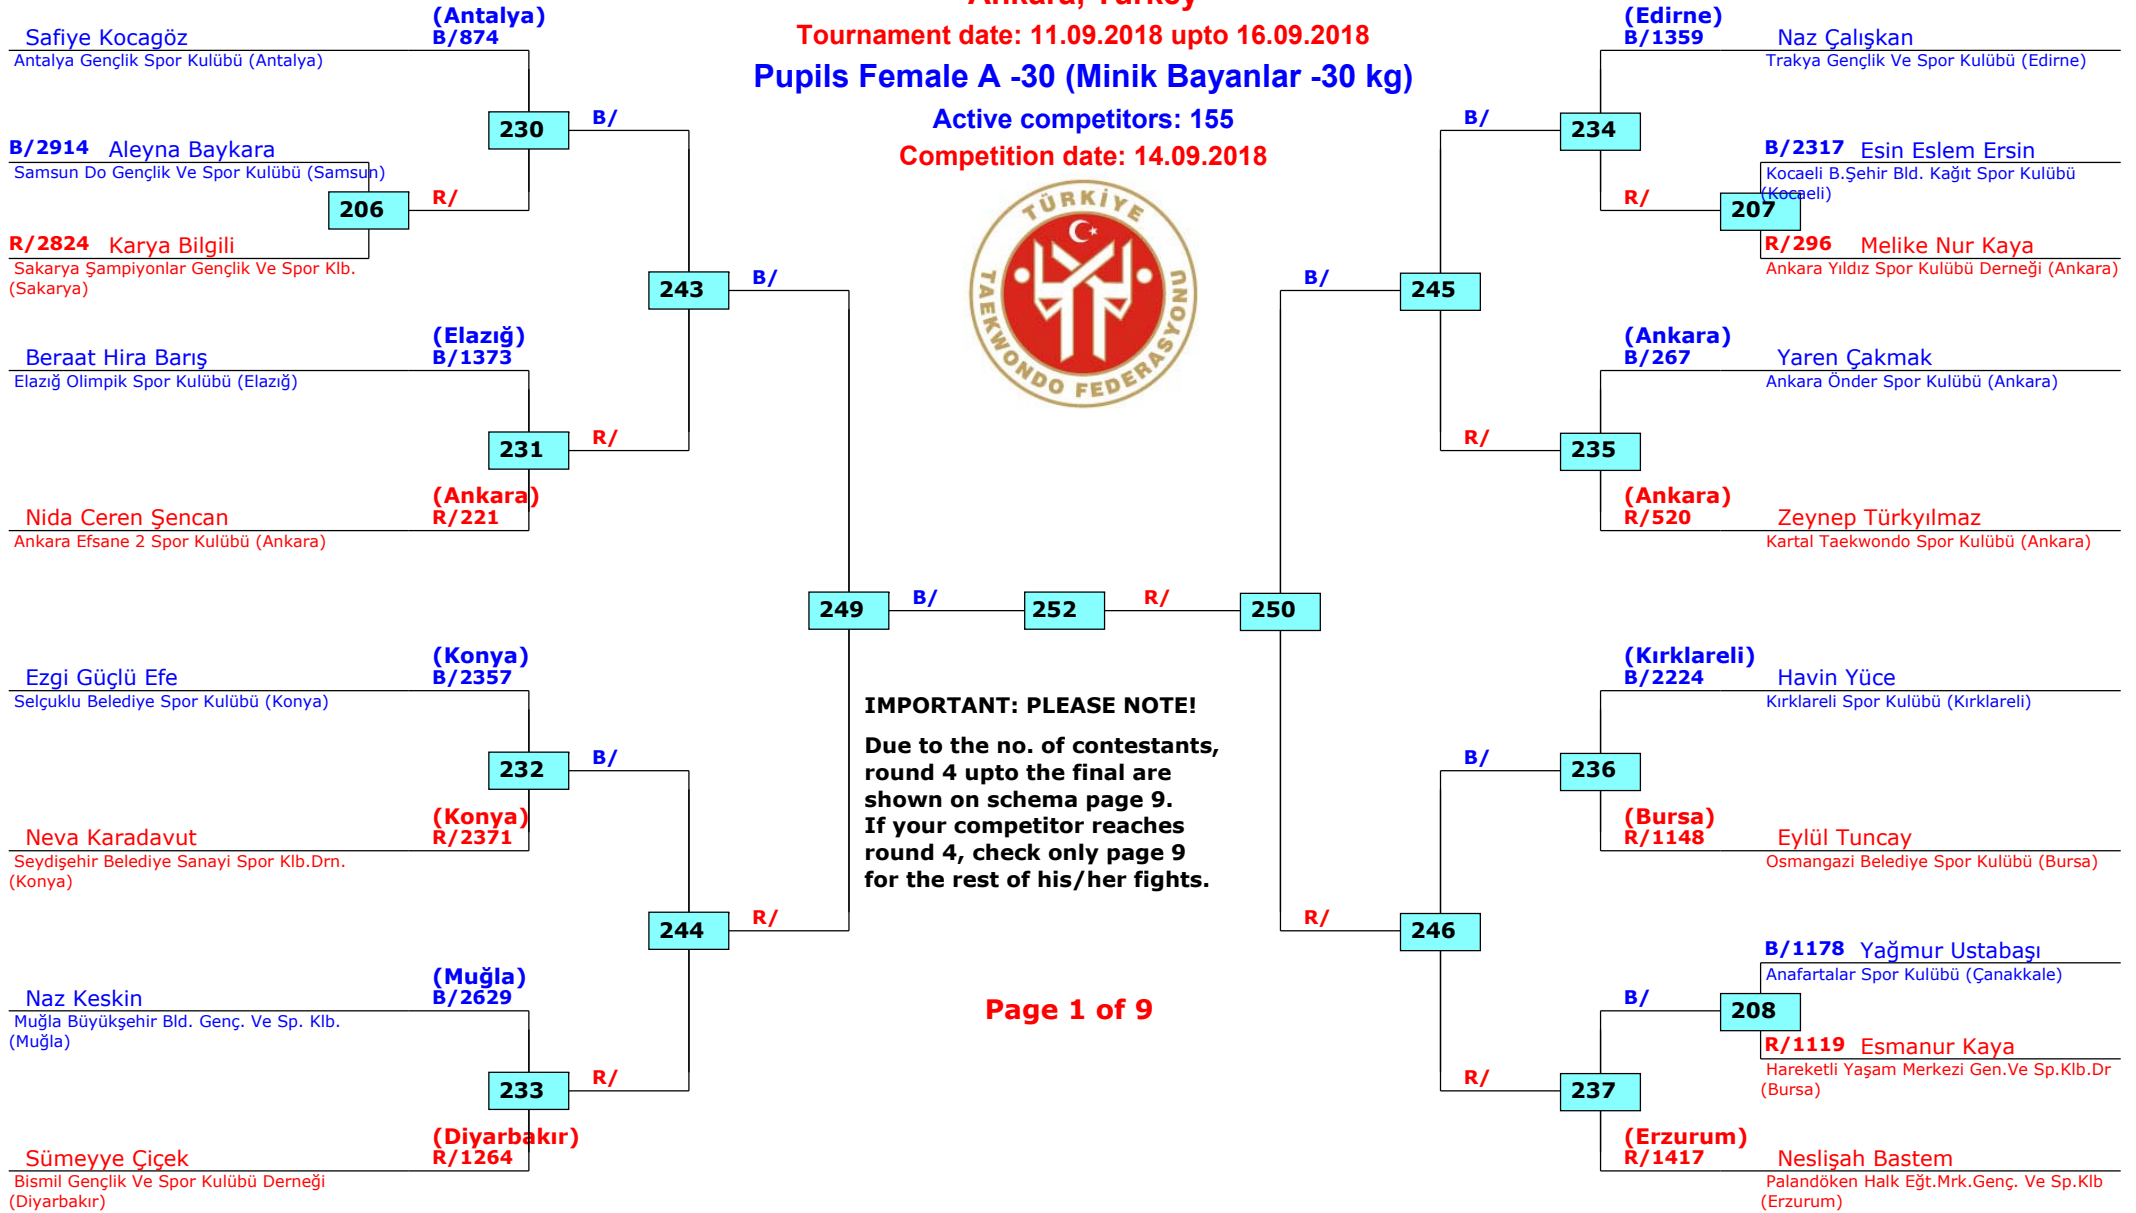 Ankara, Turkey
Tournament date: 11.09.2018 upto 16.09.2018
Pupils Female A -30 (Minik Bayanlar -30 kg)
Active competitors: 155
Competition date: 14.09.2018
TÜRKİYE
TAEKWONDO FEDERASYONU
(Antalya)
Safiye Kocagöz B/874
Antalya Gençlik Spor Kulübü (Antalya)
230 B/
B/2914 Aleyna Baykara
Samsun Do Gençlik Ve Spor Kulübü (Samsun)
206 R/
R/2824 Karya Bilgili
Sakarya Şampiyonlar Gençlik Ve Spor Klb.
(Sakarya)
243 B/
(Elazığ)
Beraat Hira Barış B/1373
Elazığ Olimpik Spor Kulübü (Elazığ)
231 R/
(Ankara)
Nida Ceren Şencan R/221
Ankara Efsane 2 Spor Kulübü (Ankara)
249 B/ 252 R/ 250
(Konya)
Ezgi Güçlü Efe B/2357
Selçuklu Belediye Spor Kulübü (Konya)
232 B/
(Konya)
Neva Karadavut R/2371
Seydişehir Belediye Sanayi Spor Klb.Drn.
(Konya)
244 R/
(Muğla)
Naz Keskin B/2629
Muğla Büyükşehir Bld. Genç. Ve Sp. Klb.
(Muğla)
233 R/
(Diyarbakır)
Sümeyye Çiçek R/1264
Bismil Gençlik Ve Spor Kulübü Derneği
(Diyarbakır)
IMPORTANT: PLEASE NOTE!
Due to the no. of contestants,
round 4 upto the final are
shown on schema page 9.
If your competitor reaches
round 4, check only page 9
for the rest of his/her fights.
Page 1 of 9
(Edirne)
B/1359 Naz Çalışkan
Trakya Gençlik Ve Spor Kulübü (Edirne)
B/ 234
B/2317 Esin Eslem Ersin
Kocaeli B.Şehir Bld. Kağıt Spor Kulübü
(Kocaeli)
R/ 207
R/296 Melike Nur Kaya
Ankara Yıldız Spor Kulübü Derneği (Ankara)
B/ 245
(Ankara)
B/267 Yaren Çakmak
Ankara Önder Spor Kulübü (Ankara)
R/ 235
(Ankara)
R/520 Zeynep Türkyılmaz
Kartal Taekwondo Spor Kulübü (Ankara)
(Kırklareli)
B/2224 Havin Yüce
Kırklareli Spor Kulübü (Kırklareli)
B/ 236
(Bursa)
R/1148 Eylül Tuncay
Osmangazi Belediye Spor Kulübü (Bursa)
R/ 246
B/1178 Yağmur Ustabaşı
Anafartalar Spor Kulübü (Çanakkale)
B/ 208
R/1119 Esmanur Kaya
Hareketli Yaşam Merkezi Gen.Ve Sp.Klb.Dr
(Bursa)
R/ 237
(Erzurum)
R/1417 Neslişah Bastem
Palandöken Halk Eğt.Mrk.Genç. Ve Sp.Klb
(Erzurum)